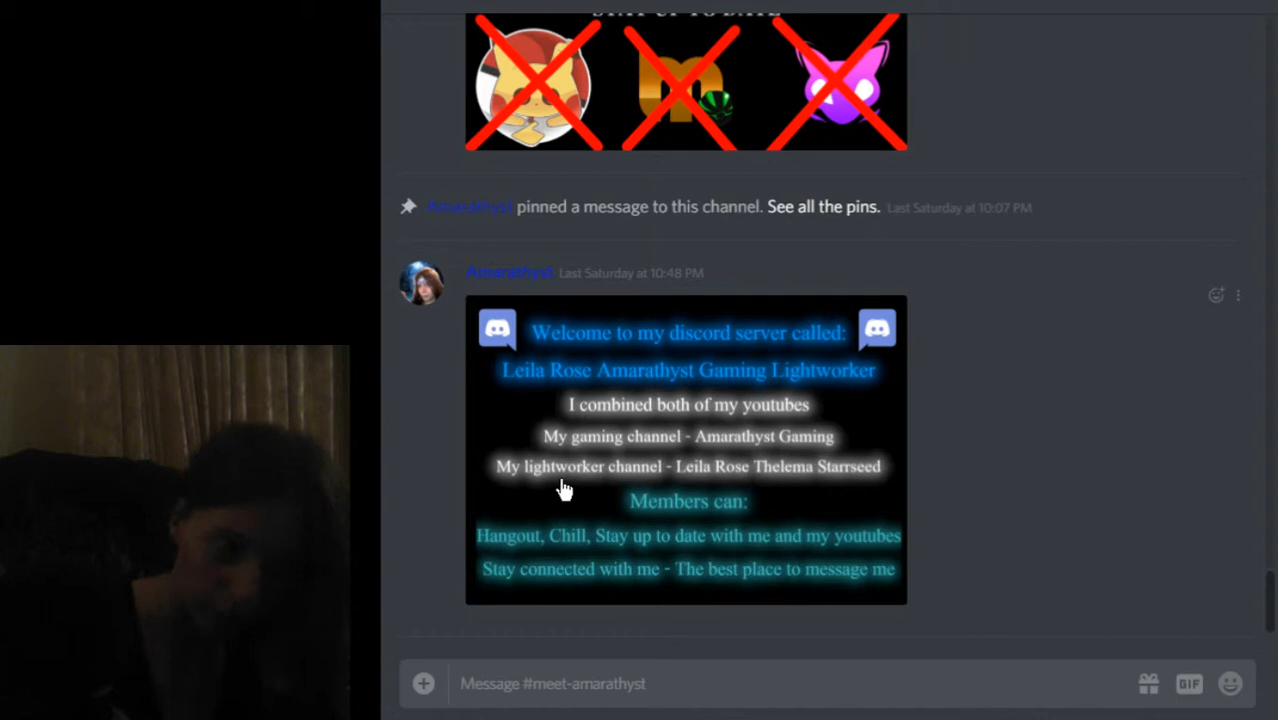 STAY UP TO DATE
m
Amarathyst pinned a message to this channel. See all the pins. Last Saturday at 10:07 PM
Amarathyst Last Saturday at 10:48 PM
Welcome to my discord server called:
Leila Rose Amarathyst Gaming Lightworker
I combined both of my youtubes
My gaming channel - Amarathyst Gaming
My lightworker channel - Leila Rose Thelema Starrseed
Members can:
Hangout, Chill, Stay up to date with me and my youtubes
Stay connected with me - The best place to message me
Message #meet-amarathyst
GIF